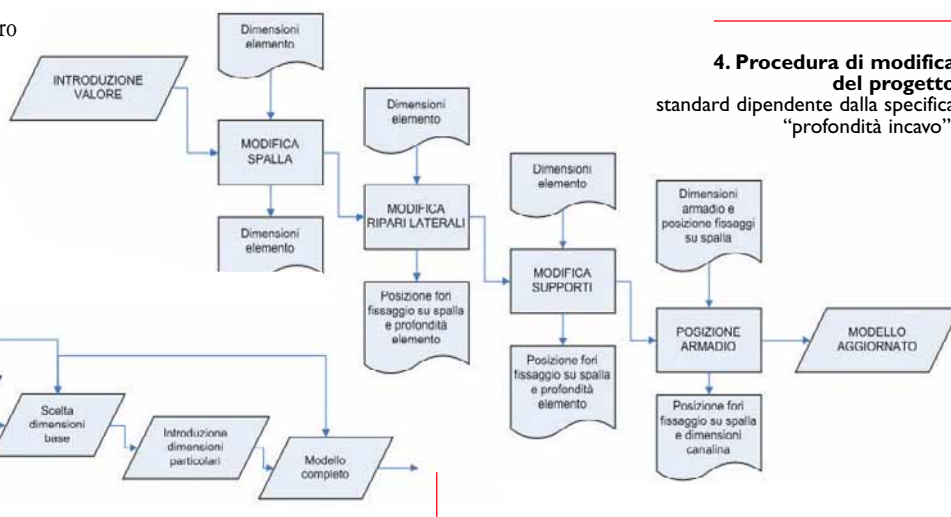 ro
4. Procedura di modifica
del progetto
standard dipendente dalla specifica
“profondità incavo”
INTRODUZIONE
VALORE
Dimensioni
elemento
MODIFICA
SPALLA
Dimensioni
elemento
Dimensioni
elemento
MODIFICA
RIPARI LATERALI
Posizione fori
fissaggio su spalla
e profondità
elemento
Dimensioni
elemento
MODIFICA
SUPPORTI
Posizione fori
fissaggio su spalla
e profondità
elemento
Dimensioni
armadio e
posizione fissaggi
su spalla
POSIZIONE
ARMADIO
Posizione fori
fissaggio su spalla
e dimensioni
canalina
MODELLO
AGGIORNATO
Scelta
dimensioni
base
Introduzione
dimensioni
particolari
Modello
completo